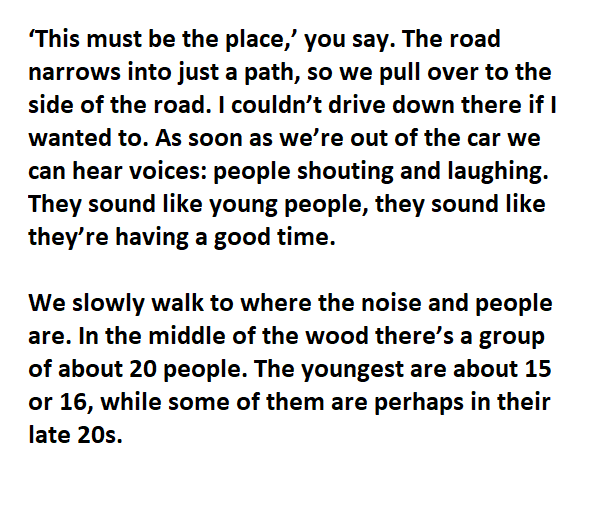 ‘This must be the place,’ you say. The road
narrows into just a path, so we pull over to the
side of the road. I couldn’t drive down there if I
wanted to. As soon as we’re out of the car we
can hear voices: people shouting and laughing.
They sound like young people, they sound like
they’re having a good time.
We slowly walk to where the noise and people
are. In the middle of the wood there’s a group
of about 20 people. The youngest are about 15
or 16, while some of them are perhaps in their
late 20s.